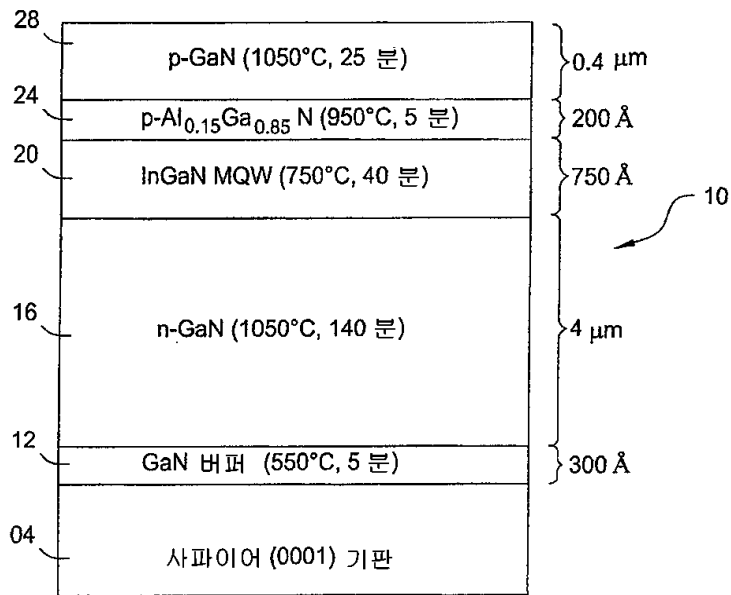 28
p-GaN (1050°C, 25 분)
0.4 μm
24
p-Al0.15Ga0.85 N (950°C, 5 분)
200 Å
20
InGaN MQW (750°C, 40 분)
750 Å
10
16
n-GaN (1050°C, 140 분)
4 μm
12
GaN 버퍼 (550°C, 5 분)
300 Å
04
사파이어 (0001) 기판